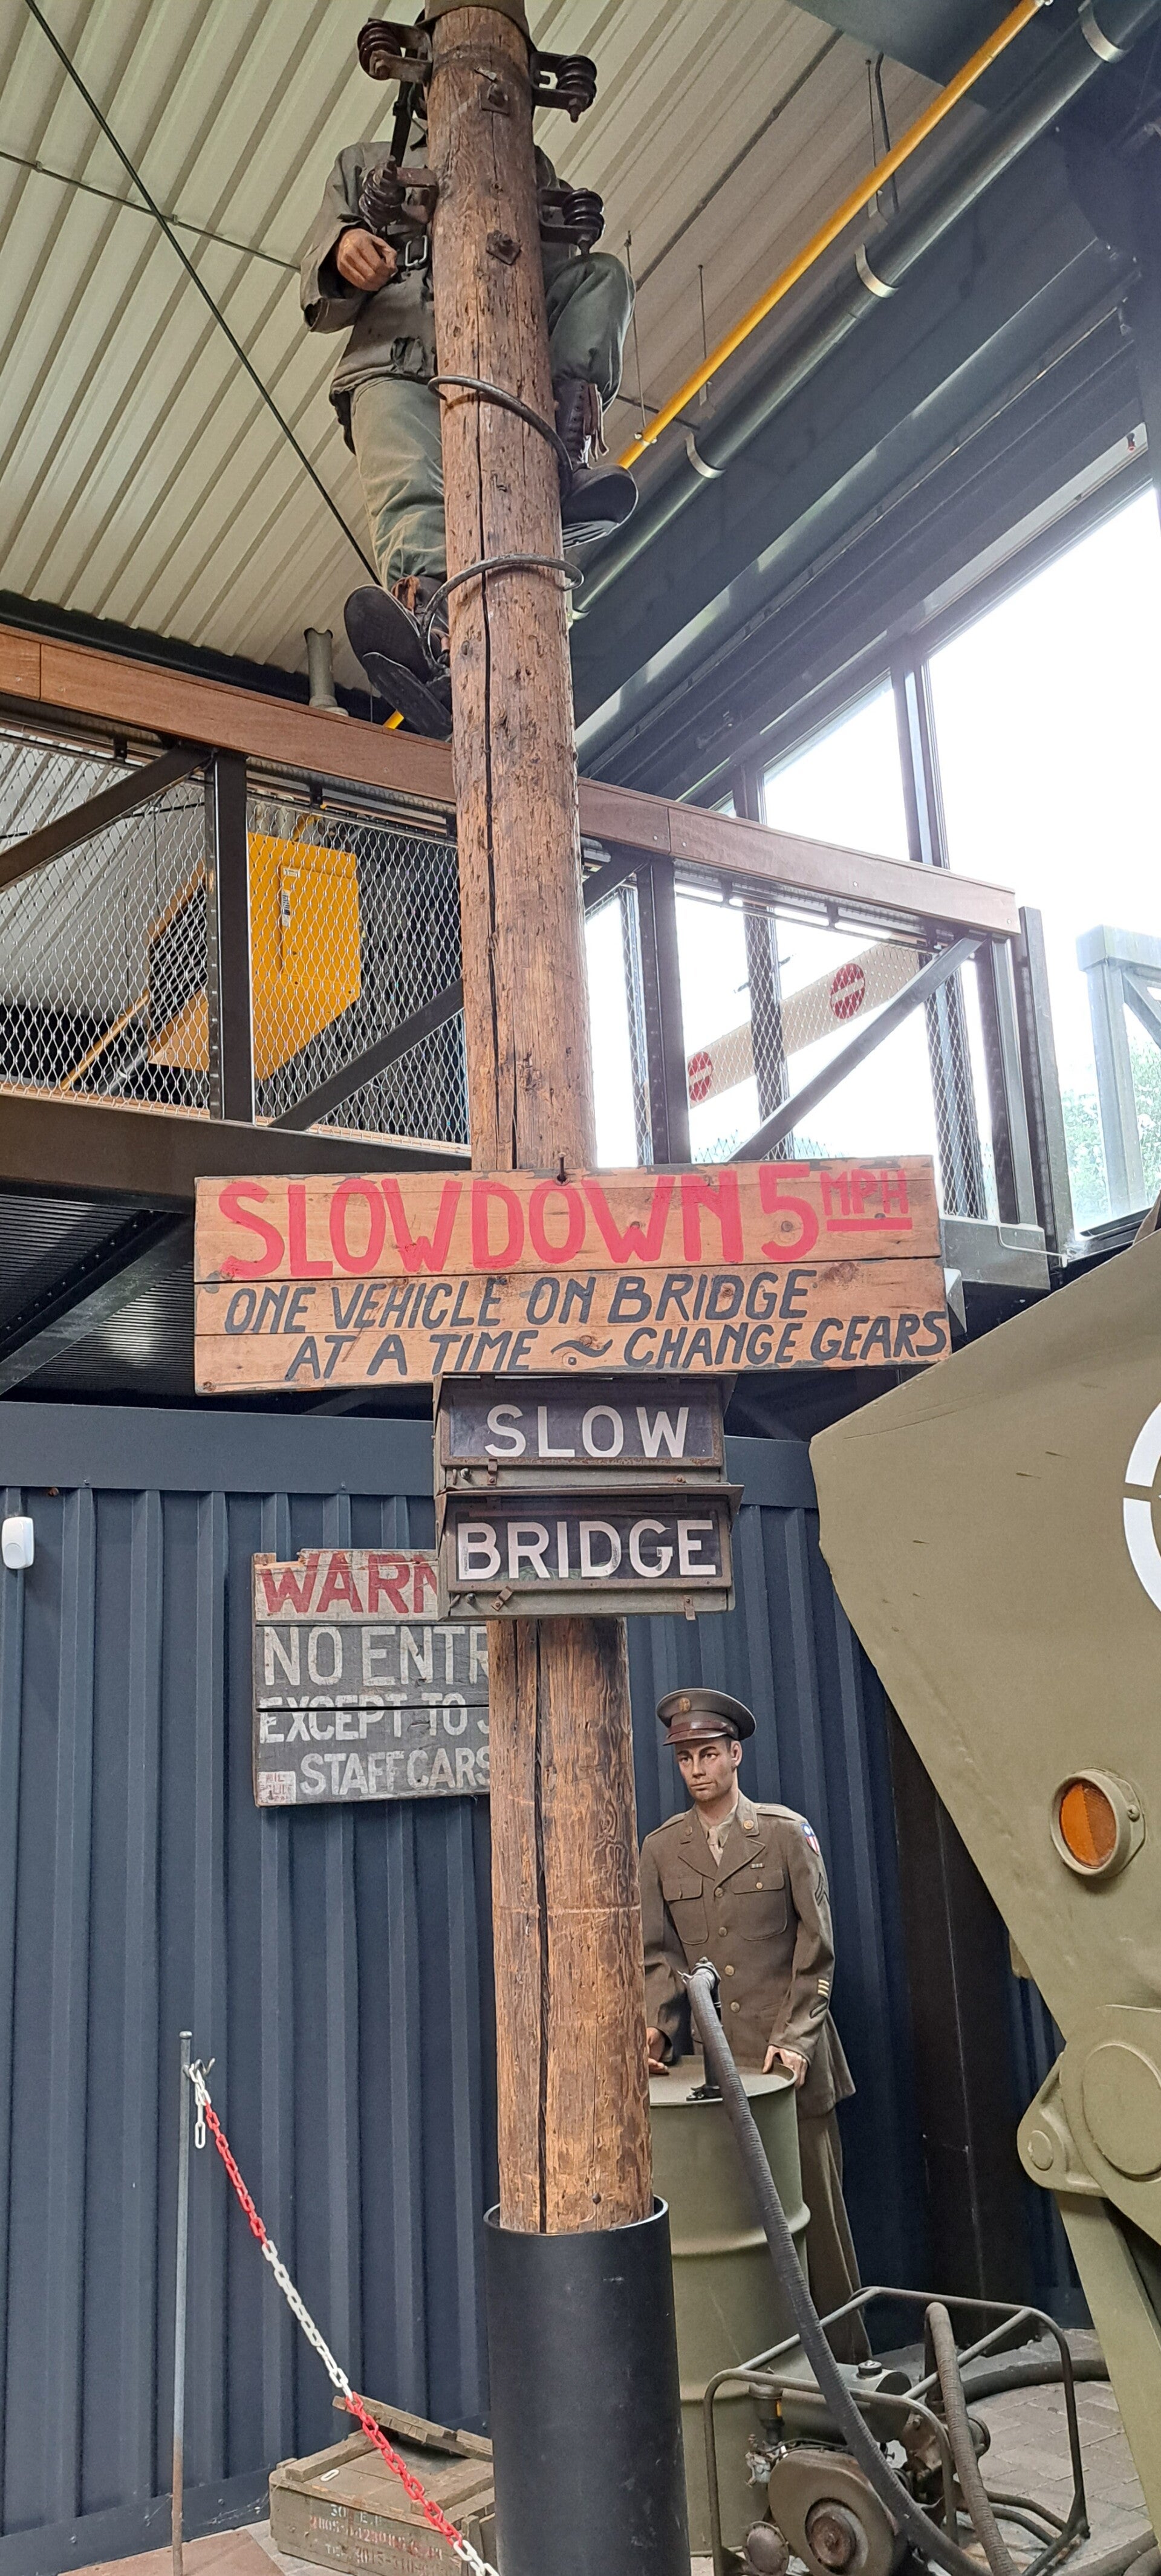 SLOWDOWN 5 MPH
ONE VEHICLE ON BRIDGE
AT A TIME ~ CHANGE GEARS
SLOW
BRIDGE
WARN
NO ENTR
EXCEPT TO
STAFF CARS